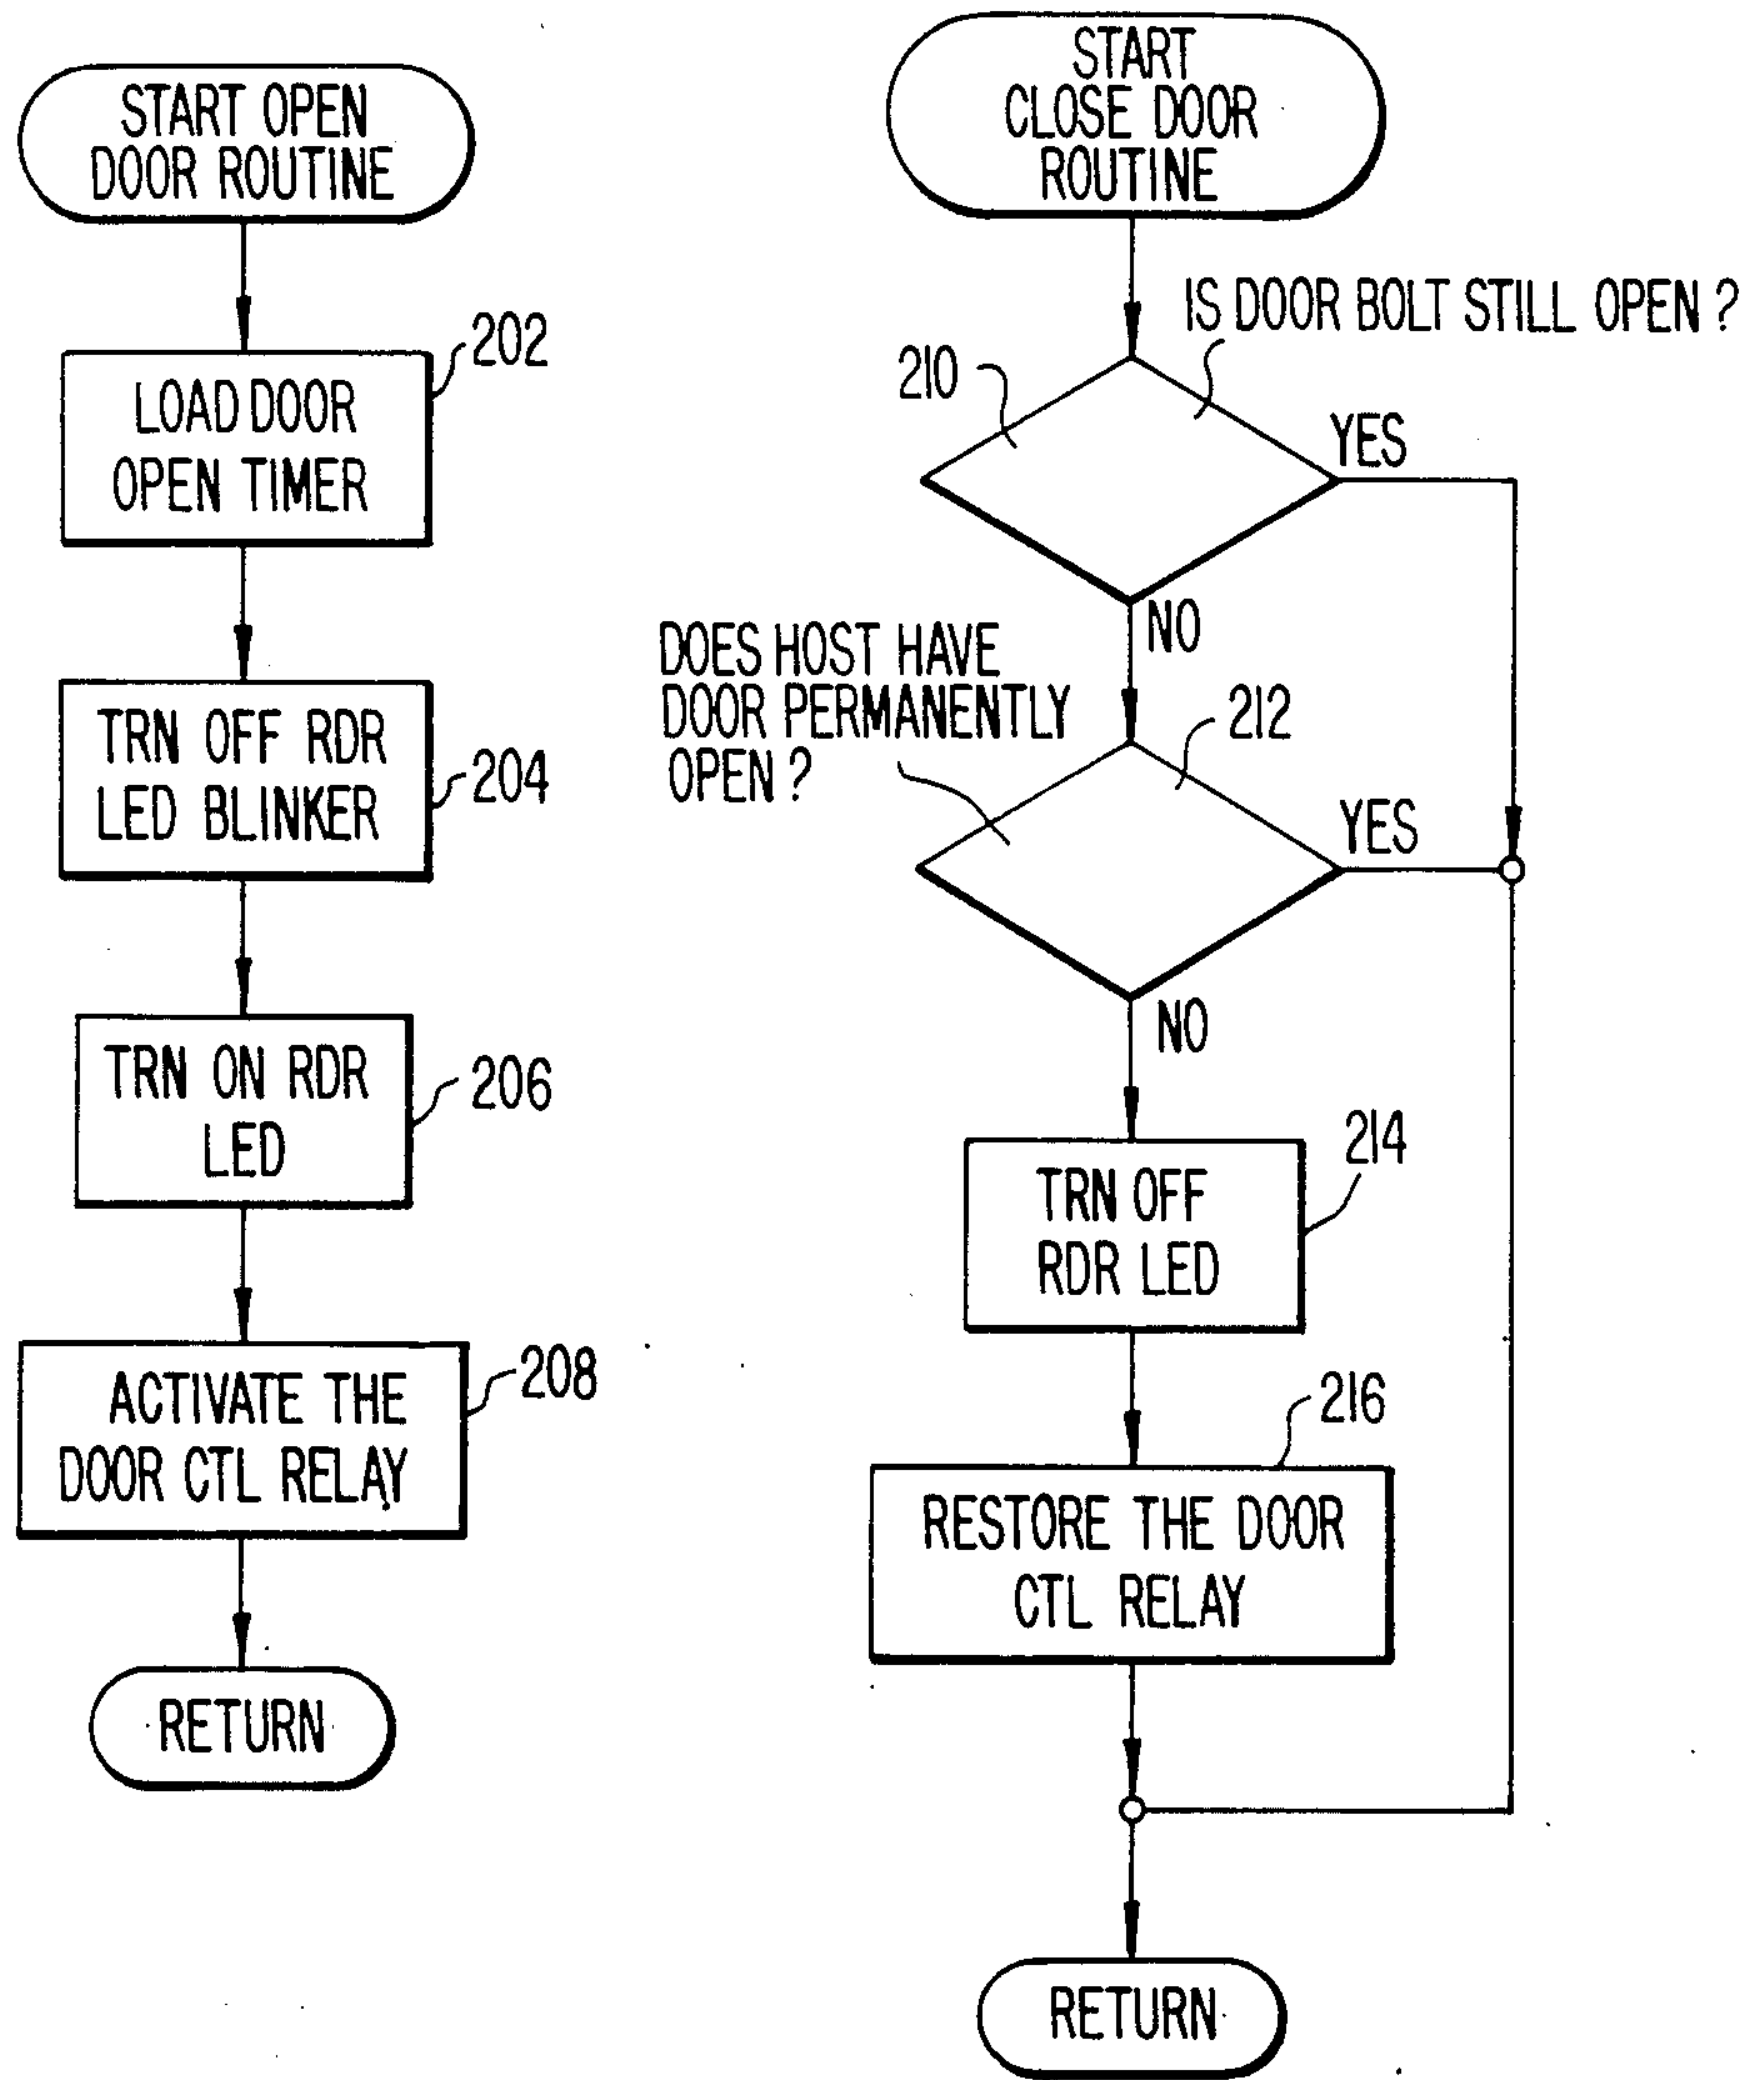 START OPEN
DOOR ROUTINE
202
LOAD DOOR
OPEN TIMER
TRN OFF RDR
LED BLINKER
204
TRN ON RDR
LED
206
ACTIVATE THE
DOOR CTL RELAY
208
RETURN
START
CLOSE DOOR
ROUTINE
IS DOOR BOLT STILL OPEN ?
210
YES
NO
DOES HOST HAVE
DOOR PERMANENTLY
OPEN ?
212
YES
NO
214
TRN OFF
RDR LED
216
RESTORE THE DOOR
CTL RELAY
RETURN